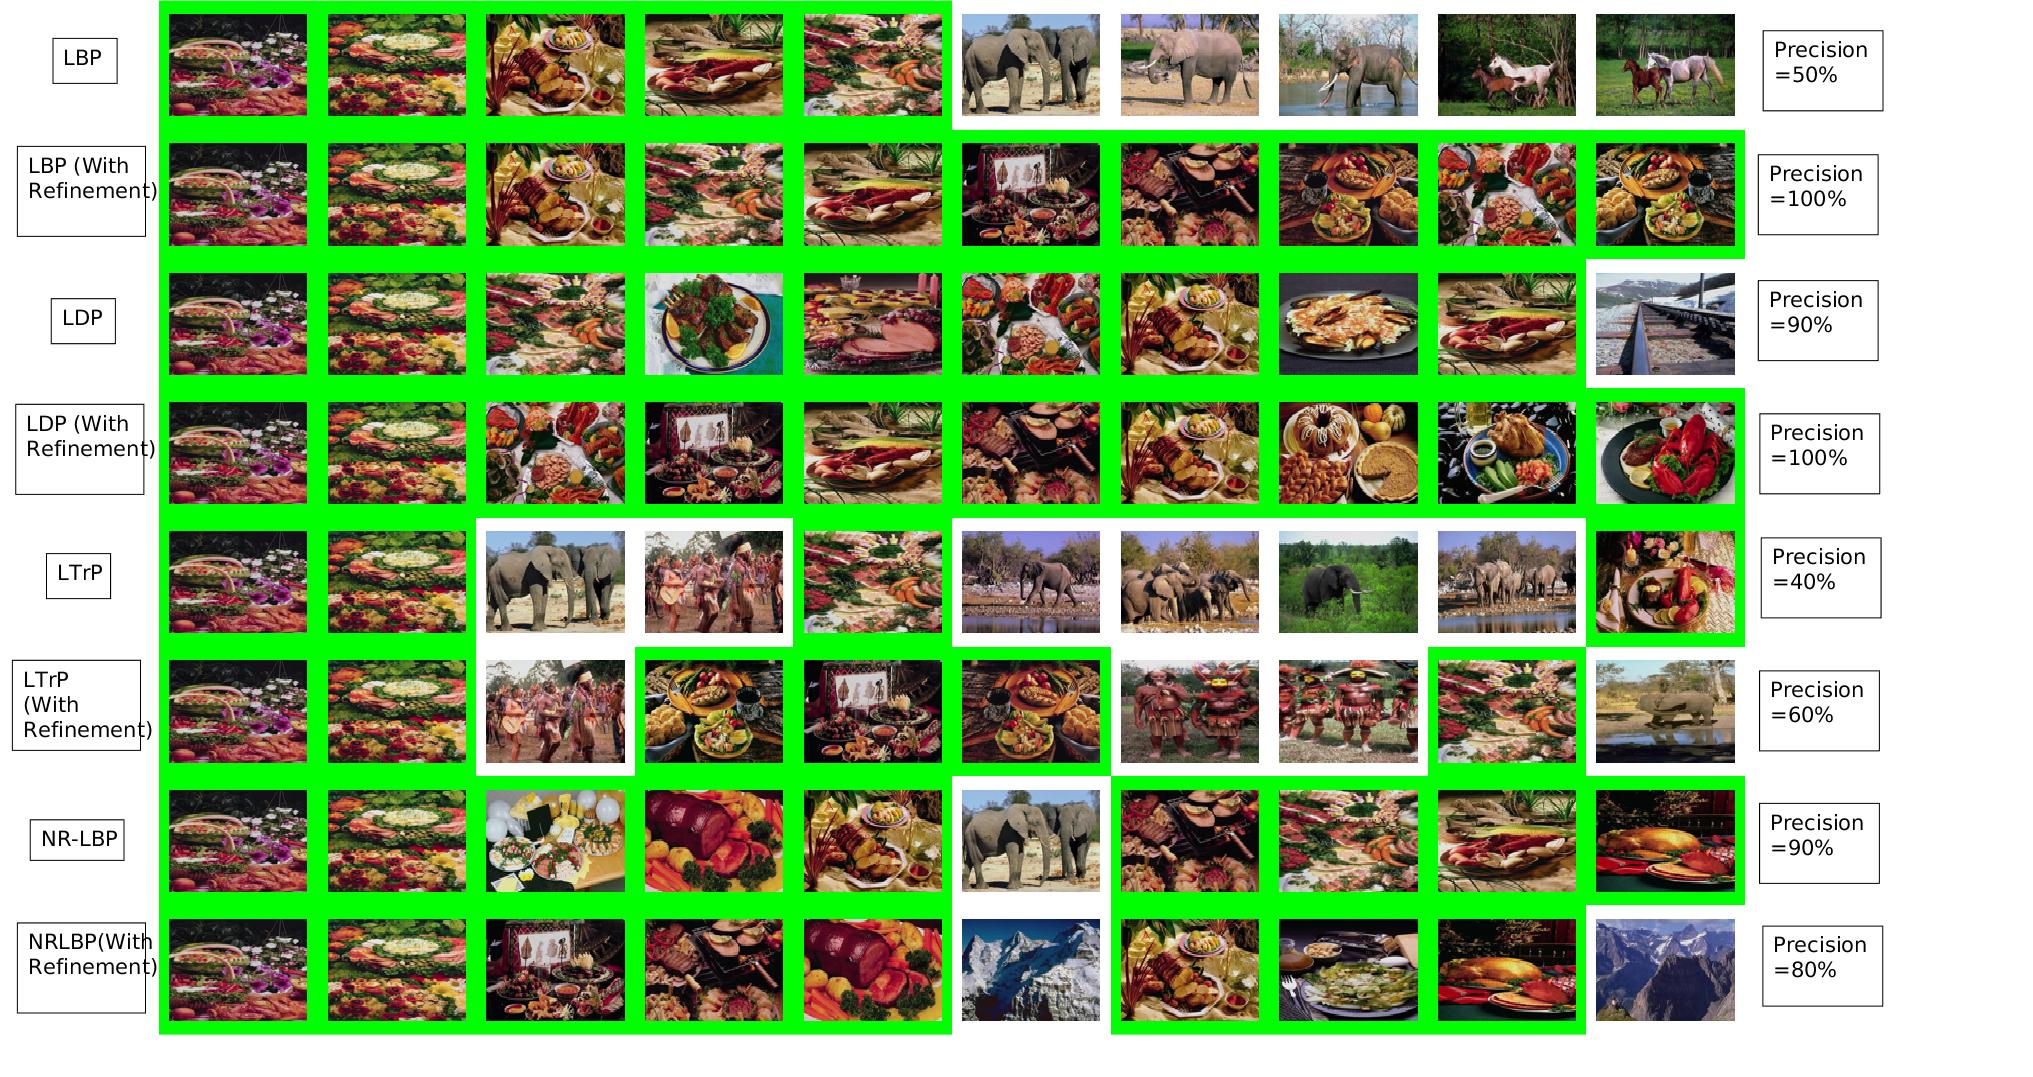 LBP
Precision
=50%
LBP (With
Refinement)
Precision
=100%
LDP
Precision
=90%
LDP (With
Refinement)
Precision
=100%
LTrP
Precision
=40%
LTrP
(With
Refinement)
Precision
=60%
NR-LBP
Precision
=90%
NRLBP(With
Refinement)
Precision
=80%